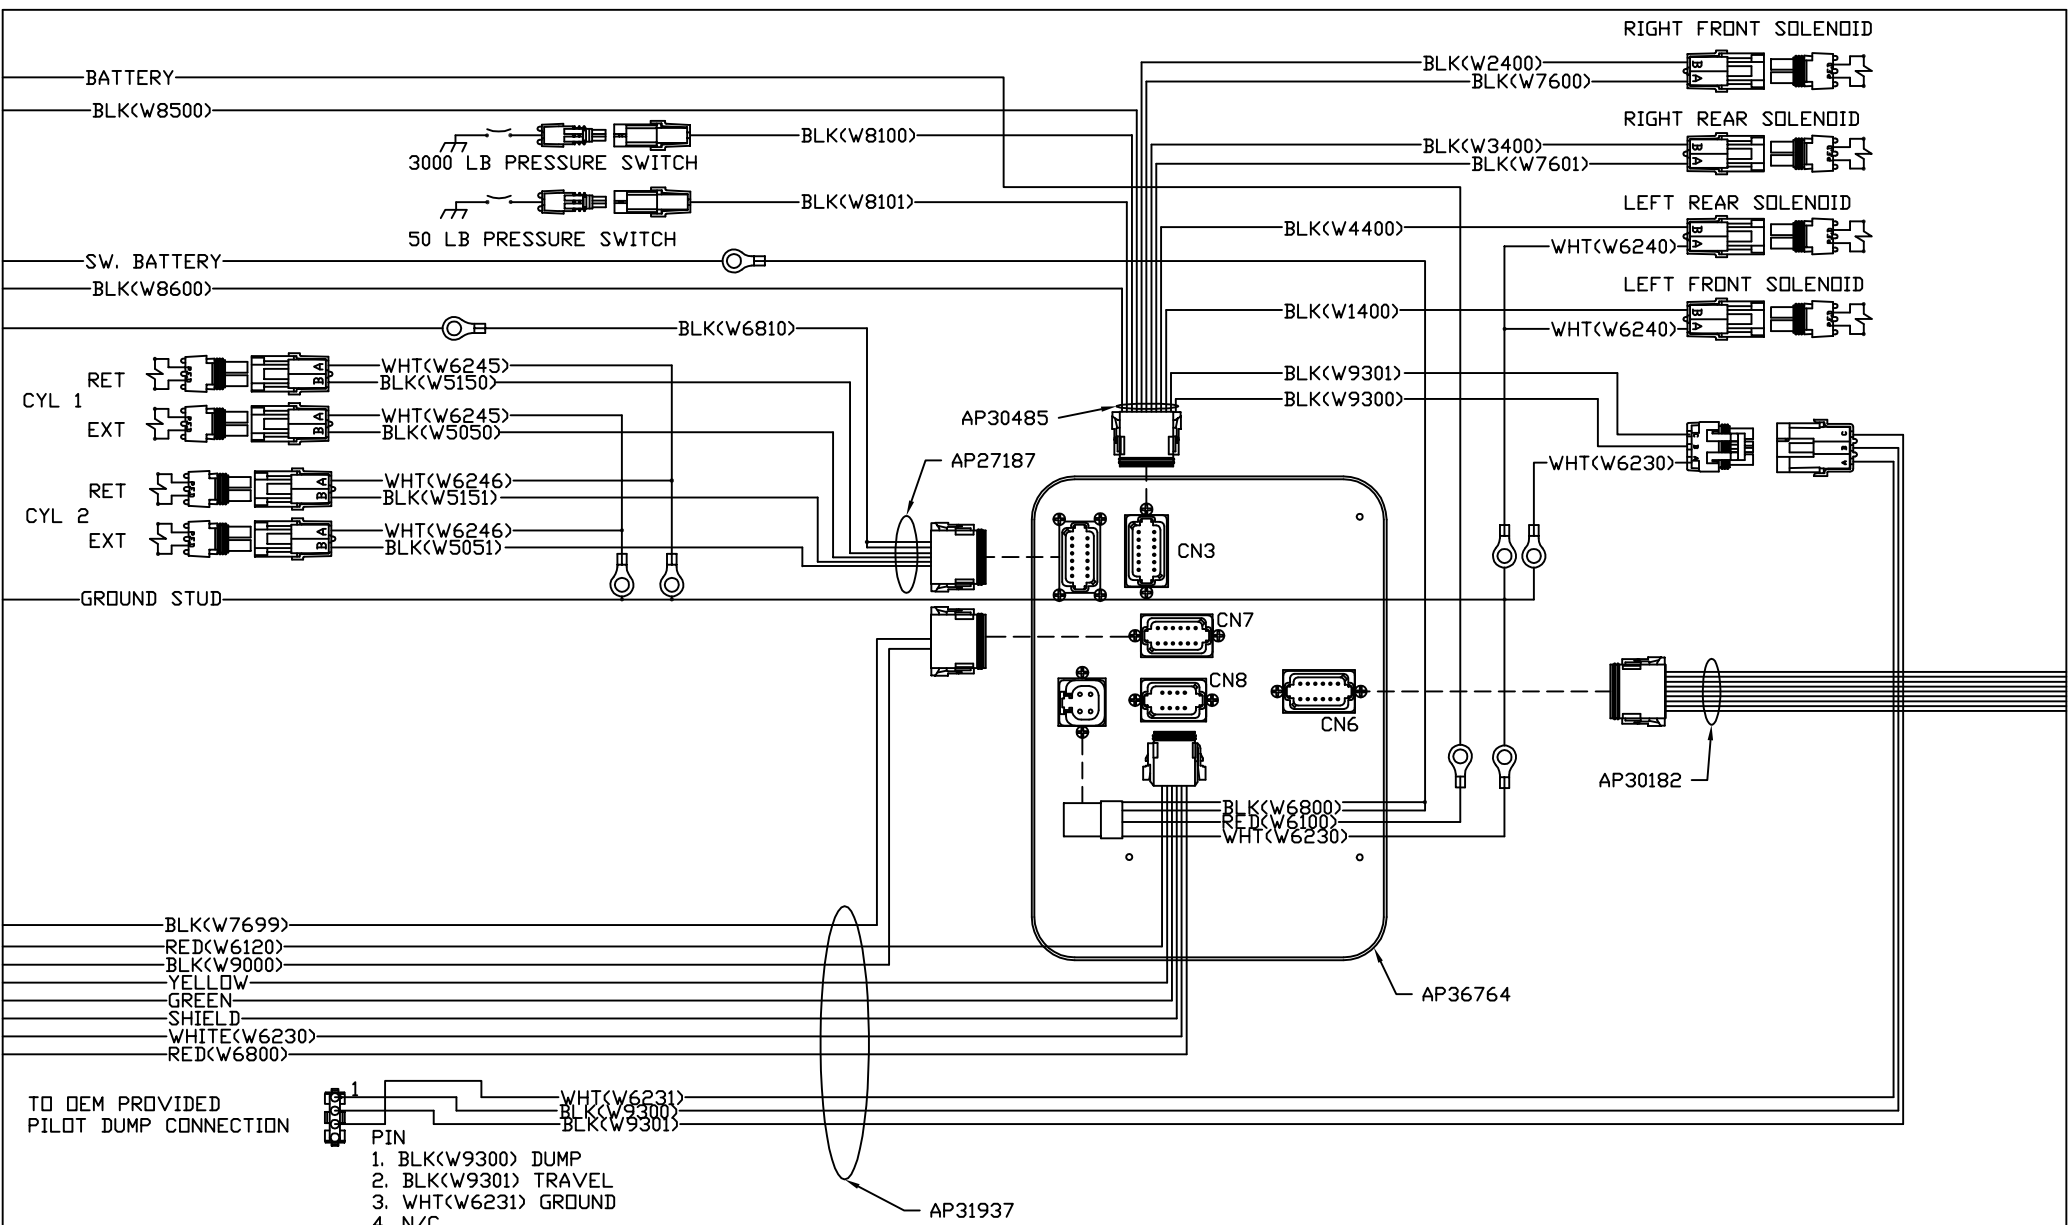 RIGHT FRONT SOLENOID
BLK(W2400)
B
A
BLK(W7600)
BATTERY
BLK(W8500)
RIGHT REAR SOLENOID
BLK(W8100)
BLK(W3400)
B
A
BLK(W7601)
3000 LB PRESSURE SWITCH
BLK(W8101)
LEFT REAR SOLENOID
BLK(W4400)
B
A
WHT(W6240)
50 LB PRESSURE SWITCH
SW. BATTERY
BLK(W8600)
LEFT FRONT SOLENOID
BLK(W1400)
B
A
WHT(W6240)
BLK(W6810)
RET
A
B
WHT(W6245)
BLK(W5150)
CYL 1
EXT
A
B
WHT(W6245)
BLK(W5050)
BLK(W9301)
BLK(W9300)
AP30485
AP27187
WHT(W6230)
C
B
A
RET
A
B
WHT(W6246)
BLK(W5151)
CYL 2
EXT
A
B
WHT(W6246)
BLK(W5051)
CN3
GROUND STUD
CN7
CN8
CN6
AP30182
BLK(W6800)
RED(W6100)
WHT(W6230)
BLK(W7699)
RED(W6120)
BLK(W9000)
YELLOW
GREEN
SHIELD
WHITE(W6230)
RED(W6800)
AP36764
TO OEM PROVIDED
PILOT DUMP CONNECTION
1
WHT(W6231)
BLK(W9300)
BLK(W9301)
PIN
1. BLK(W9300) DUMP
2. BLK(W9301) TRAVEL
3. WHT(W6231) GROUND
4. N/C
AP31937